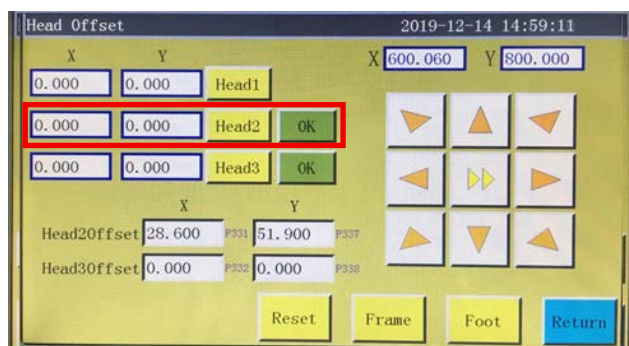 Head Offset 2019-12-14 14:59:11
X Y X 600.060 Y 800.000
0.000 0.000 Head1
0.000 0.000 Head2 OK
0.000 0.000 Head3 OK
X Y
Head2Offset 28.600 P331 51.900 P337
Head3Offset 0.000 P332 0.000 P338
Reset Frame Foot Return